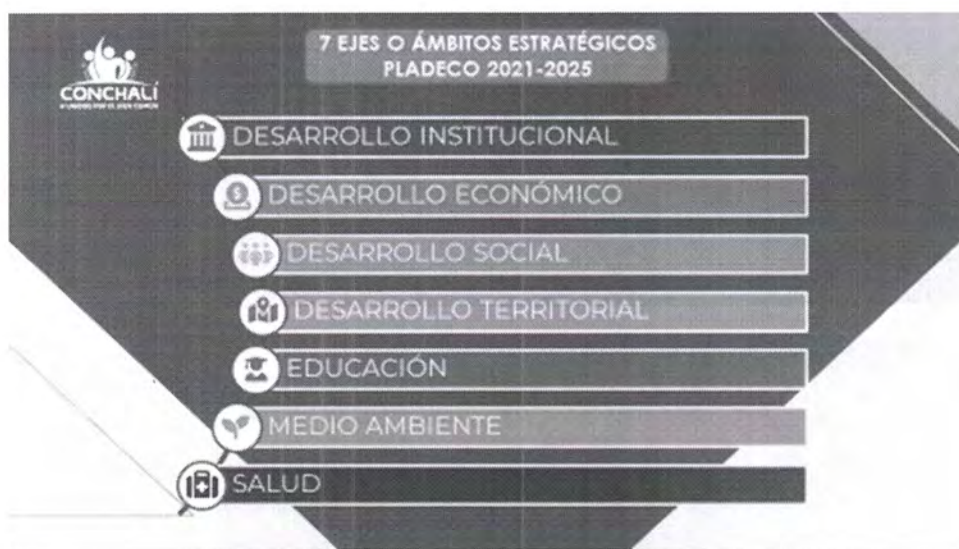 7 EJES O ÁMBITOS ESTRATÉGICOS
PLADECO 2021-2025
CONCHALÍ
DESARROLLO INSTITUCIONAL
DESARROLLO ECONÓMICO
DESARROLLO SOCIAL
DESARROLLO TERRITORIAL
EDUCACIÓN
MEDIO AMBIENTE
SALUD